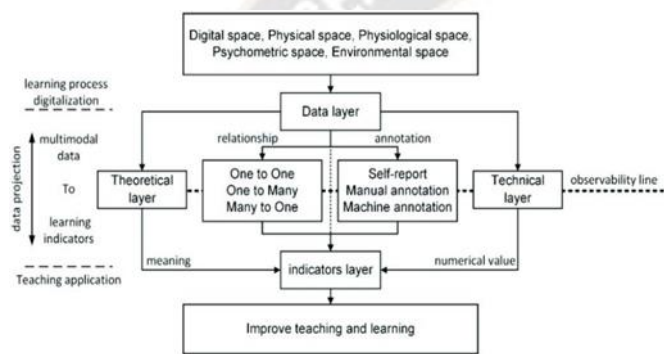 Digital space, Physical space, Physiological space,
Psychometric space, Environmental space
learning process
digitalization
Data layer
relationship
annotation
multimodal
data
To
learning
indicators
data projection
Theoretical
layer
One to One
One to Many
Many to One
Self-report
Manual annotation
Machine annotation
Technical
layer
observability line
Teaching application
meaning
indicators layer
numerical value
Improve teaching and learning